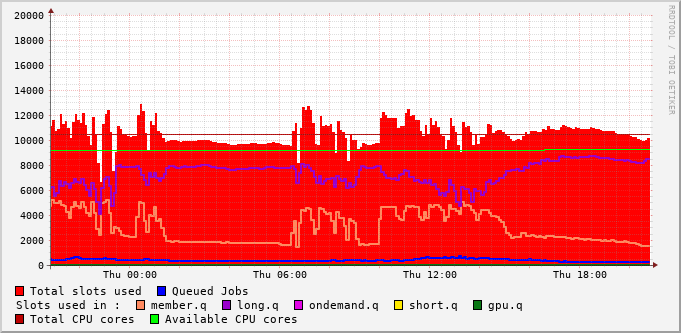 20000
18000
16000
14000
12000
10000
8000
6000
4000
2000
0
Thu 00:00 Thu 06:00 Thu 12:00 Thu 18:00
RRDTOOL / TOBI OETIKER
Total slots used Queued Jobs
Slots used in : member.q long.q ondemand.q short.q gpu.q
Total CPU cores Available CPU cores